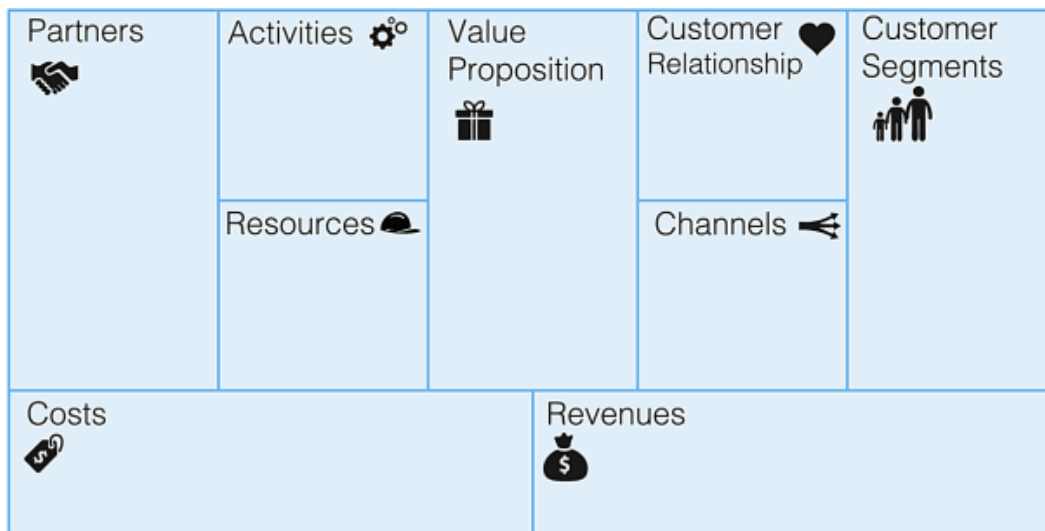 Partners
Activities
Value
Proposition
Customer
Relationship
Customer
Segments
Resources
Channels
Costs
$
Revenues
$